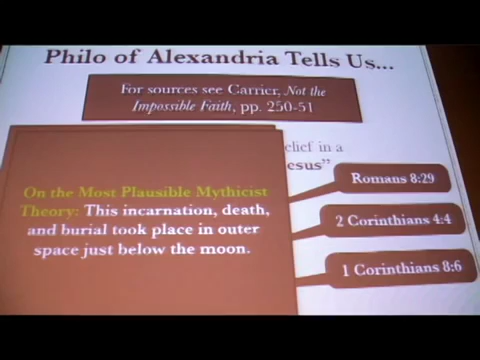 Philo of Alexandria Tells Us...
For sources see Carrier, Not the
Impossible Faith, pp. 250-51
elief in a
esus”
On the Most Plausible Mythicist
Theory: This incarnation, death,
and burial took place in outer
space just below the moon.
Romans 8:29
2 Corinthians 4:4
1 Corinthians 8:6